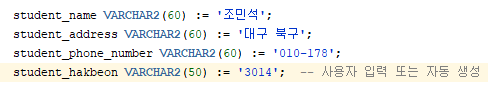 student_name VARCHAR2(60) := '조민석';
student_address VARCHAR2(60) := '대구 북구';
student_phone_number VARCHAR2(60) := '010-178';
student_hakbeon VARCHAR2(50) := '3014';  -- 사용자 입력 또는 자동 생성